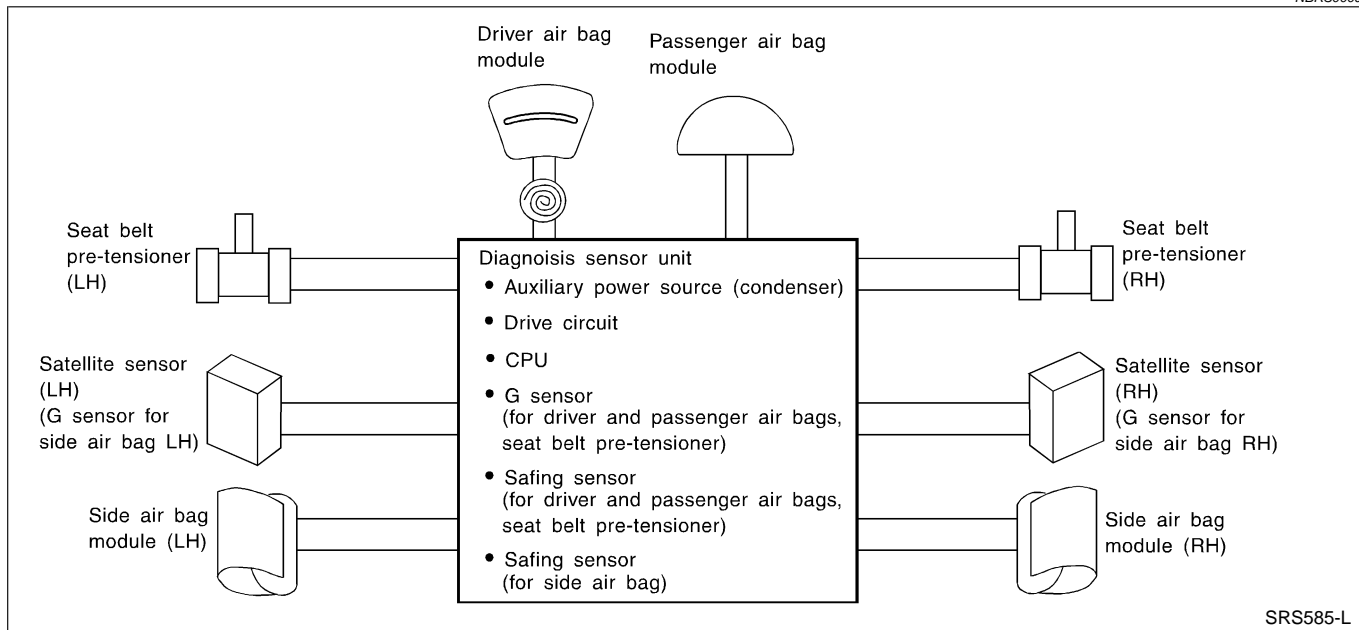 Driver air bag
module
Passenger air bag
module
Seat belt
pre-tensioner
(LH)
Seat belt
pre-tensioner
(RH)
Diagnoisis sensor unit
• Auxiliary power source (condenser)
• Drive circuit
• CPU
• G sensor
(for driver and passenger air bags,
seat belt pre-tensioner)
• Safing sensor
(for driver and passenger air bags,
seat belt pre-tensioner)
• Safing sensor
(for side air bag)
Satellite sensor
(LH)
(G sensor for
side air bag LH)
Satellite sensor
(RH)
(G sensor for
side air bag RH)
Side air bag
module (LH)
Side air bag
module (RH)
SRS585-L